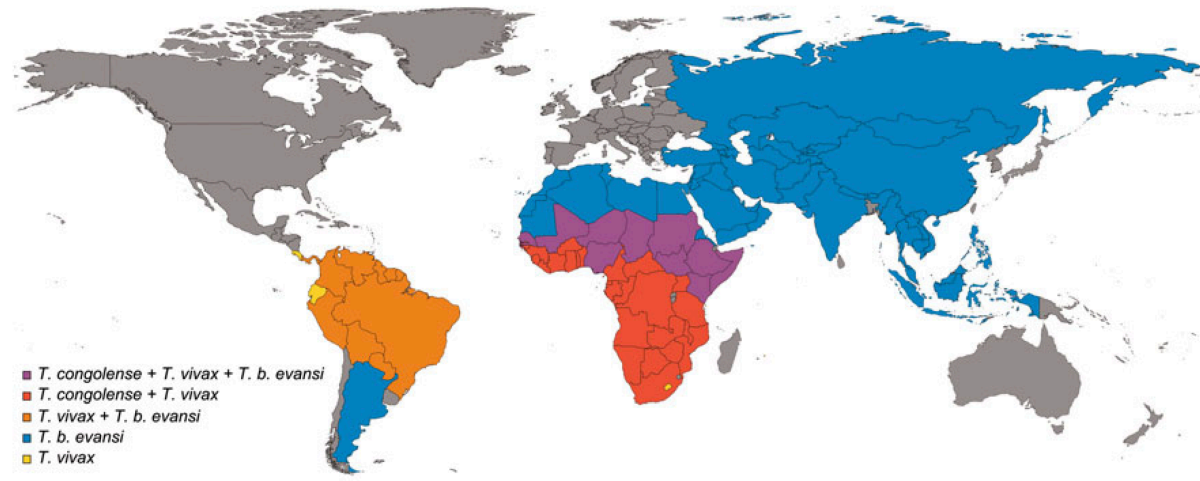 T. congolense + T. vivax + T. b. evansi
T. congolense + T. vivax
T. vivax + T. b. evansi
T. b. evansi
T. vivax